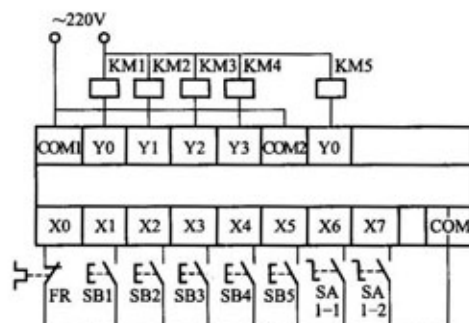 ~220V
KM1 KM2 KM3 KM4 KM5
COM1 Y0 Y1 Y2 Y3 COM2 Y0
X0 X1 X2 X3 X4 X5 X6 X7 COM
FR SB1 SB2 SB3 SB4 SB5 SA SA
1-1 1-2